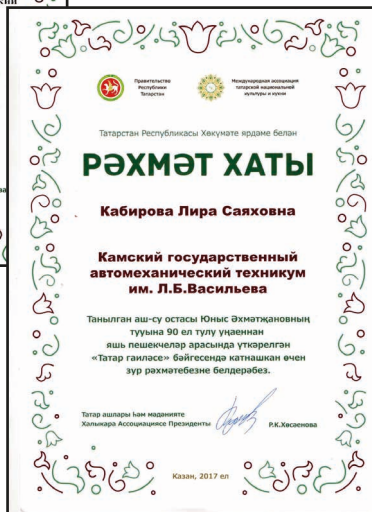 кий
Правительство
Республики
Татарстан
Международная ассоциация
татарской национальной
культуры и кухни
Татарстан Республикасы Хөкүмәте ярдәме белән
РӘХМӘТ ХАТЫ
Кабирова Лира Саяховна
Камский государственный
автомеханический техникум
им. Л.Б.Васильева
Танылган аш-су остасы Юныс Әхмәтҗановның
тууына 90 ел тулу уңаеннан
яшь пешекчеләр арасында үткәрелгән
«Татар гаиләсе» бәйгесендә катнашкан өчен
зур рәхмәтебезне белдерәбез.
Татар ашлары һәм мәдәнияте
Халыкара Ассоциациясе Президенты
Р.К.Хөсәенова
Казан, 2017 ел